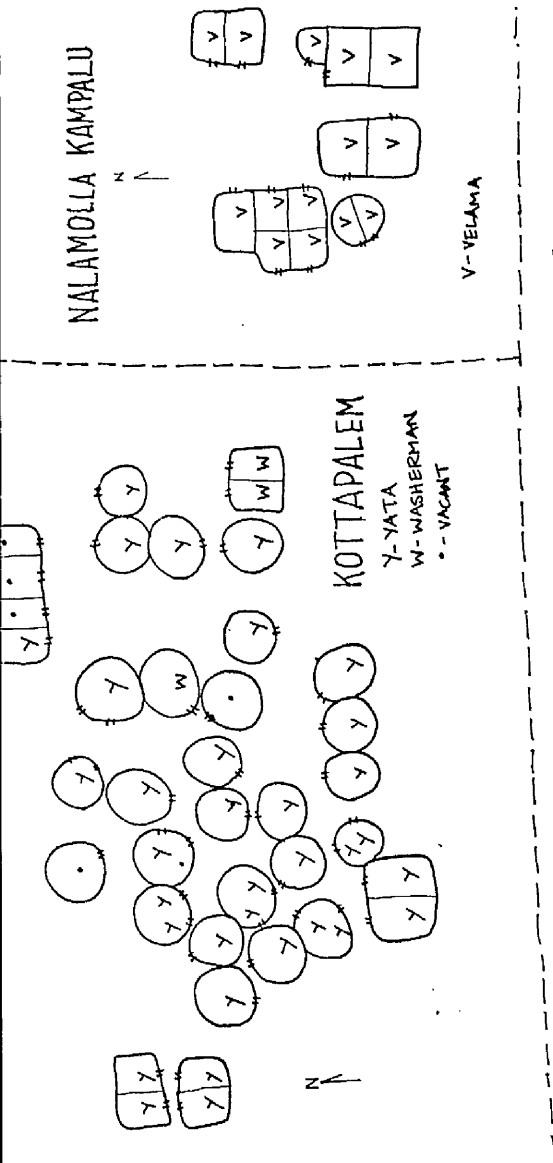 KOTTAPALEM
Y-YATA
W-WASHERMAN
•-VACANT
N
Y • • •
• Y
Y Y Y
Y Y Y Y Y • Y W Y
Y Y Y Y Y •
Y Y Y Y Y W W
Y Y Y
Y Y
Y Y Y Y Y
Y Y
NALAMOLLA KAMPALU
N
V V
V V V
V V
V V V V V
V V
V-VELAMA